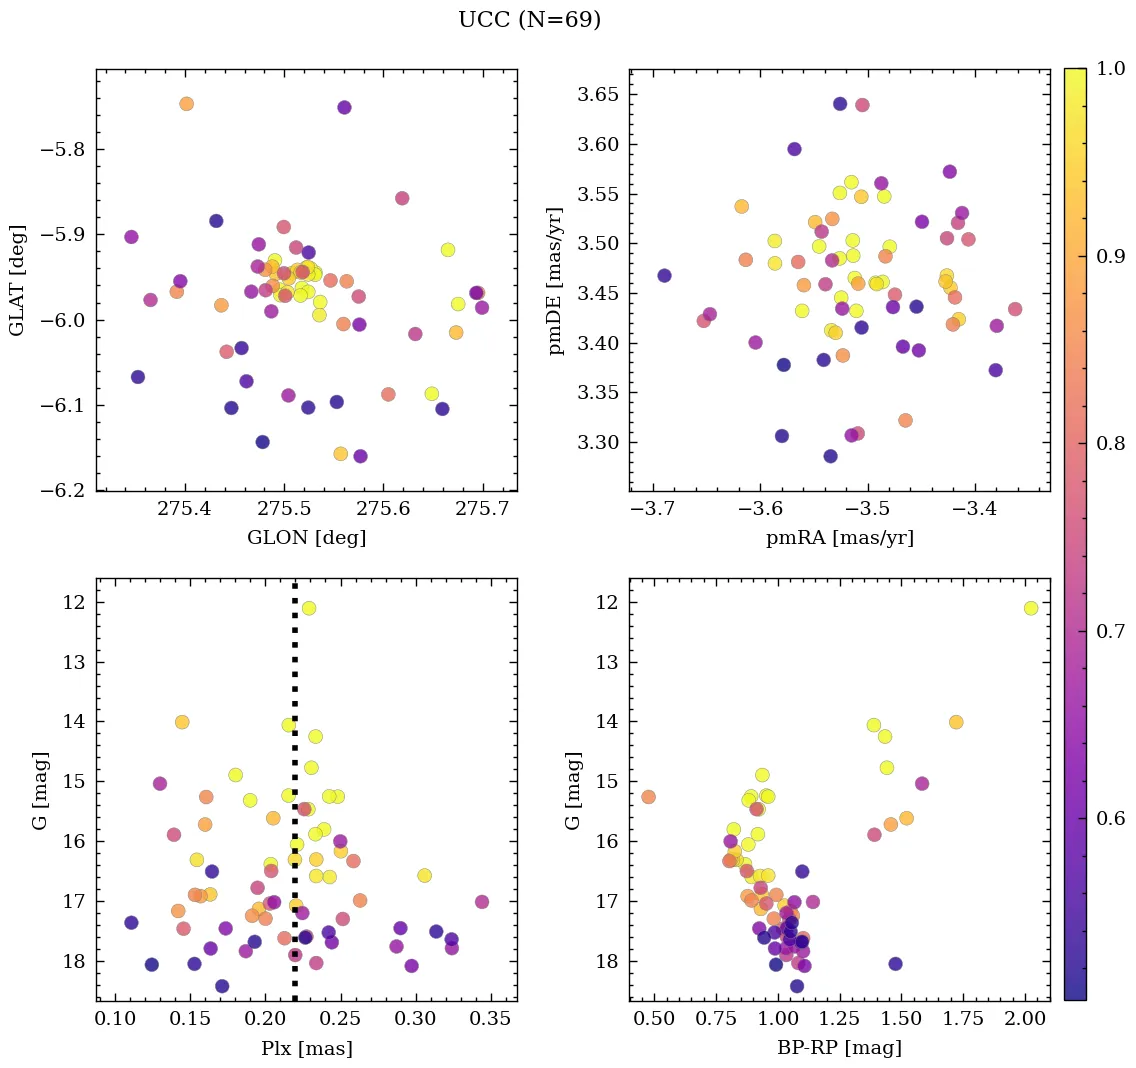 UCC (N=69)
−5.8
−5.9
−6.0
−6.1
−6.2
GLAT [deg]
275.4 275.5 275.6 275.7
GLON [deg]
3.65
3.60
3.55
3.50
3.45
3.40
3.35
3.30
pmDE [mas/yr]
−3.7 −3.6 −3.5 −3.4
pmRA [mas/yr]
12
13
14
15
16
17
18
G [mag]
0.10 0.15 0.20 0.25 0.30 0.35
Plx [mas]
12
13
14
15
16
17
18
G [mag]
0.50 0.75 1.00 1.25 1.50 1.75 2.00
BP-RP [mag]
1.0
0.9
0.8
0.7
0.6